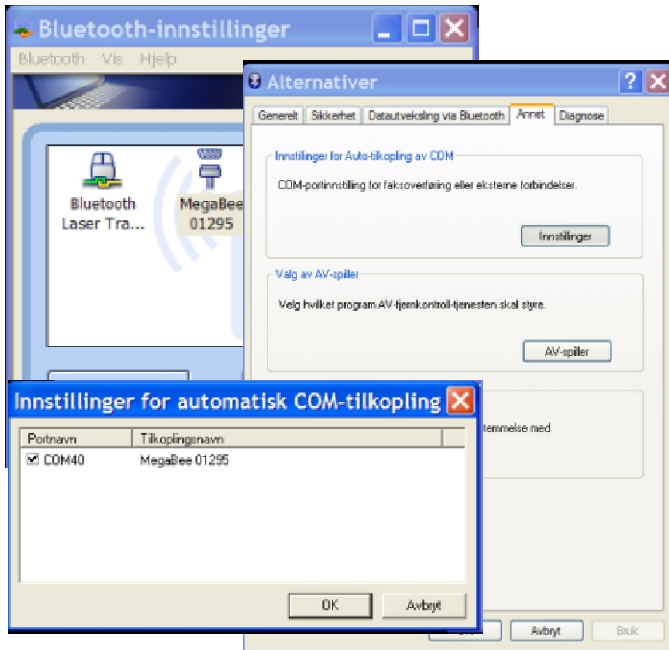 Bluetooth-innstillinger
Bluetooth Vis Hjelp
Bluetooth
Laser Tra...
MegaBee
01295
Alternativer
Generelt Sikkerhet Datautveksling via Bluetooth Annet Diagnose
Innstillinger for Auto-tilkopling av COM
COM-portinnstilling for faksoverføring eller eksterne forbindelser.
Innstillinger
Valg av AV-spiller
Velg hvilket program AV-fjernkontroll-tjenesten skal styre.
AV-spiller
temmelse med
Innstillinger for automatisk COM-tilkopling
Portnavn Tilkoplingsnavn
COM40 MegaBee 01295
OK Avbryt
Avbryt Bruk